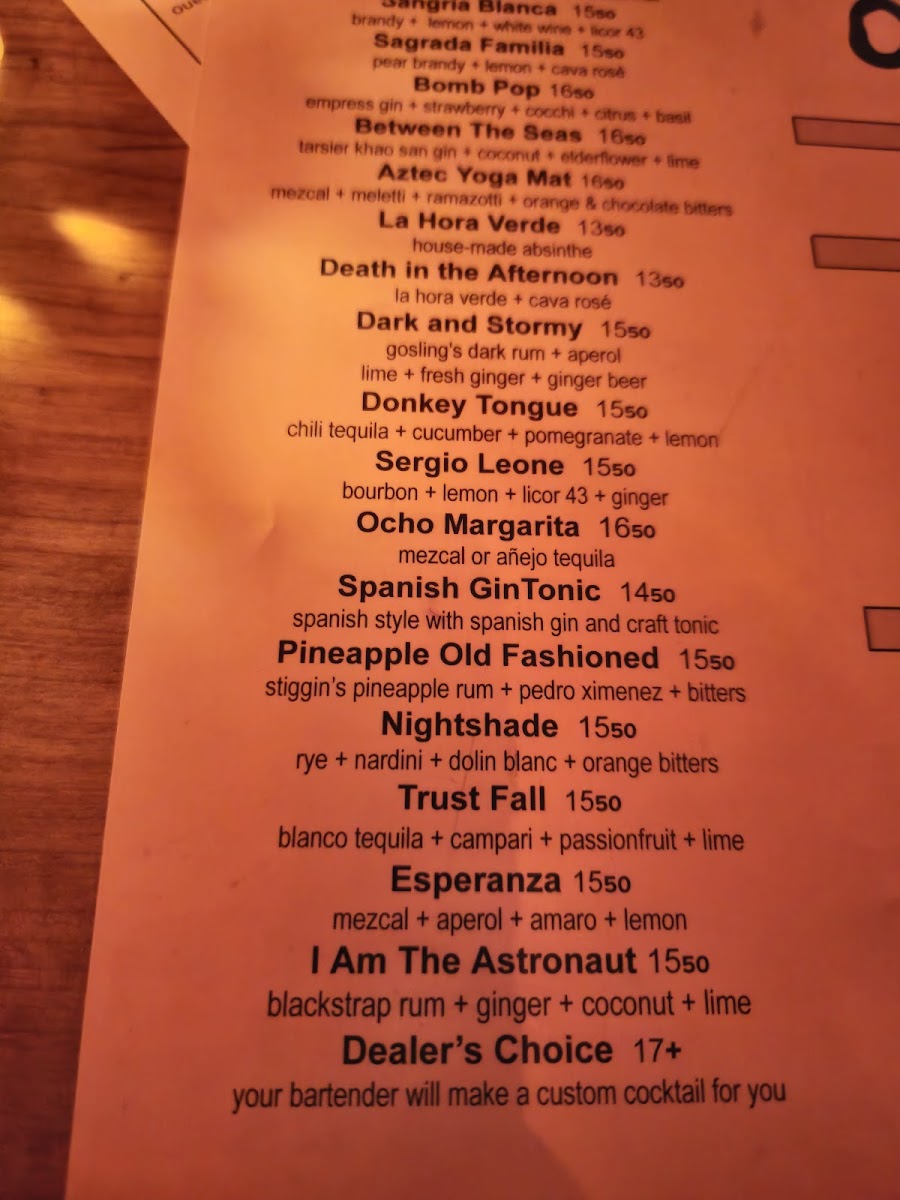 Sangria Blanca 1550
brandy + lemon + white wine + licor 43
Sagrada Familia 1550
pear brandy + lemon + cava rosé
Bomb Pop 1650
empress gin + strawberry + cocchi + citrus + basil
Between The Seas 1650
tarsier khao san gin + coconut + elderflower + lime
Aztec Yoga Mat 1650
mezcal + meletti + ramazotti + orange & chocolate bitters
La Hora Verde 1350
house-made absinthe
Death in the Afternoon 1350
la hora verde + cava rosé
Dark and Stormy 1550
gosling's dark rum + aperol
lime + fresh ginger + ginger beer
Donkey Tongue 1550
chili tequila + cucumber + pomegranate + lemon
Sergio Leone 1550
bourbon + lemon + licor 43 + ginger
Ocho Margarita 1650
mezcal or añejo tequila
Spanish GinTonic 1450
spanish style with spanish gin and craft tonic
Pineapple Old Fashioned 1550
stiggin's pineapple rum + pedro ximenez + bitters
Nightshade 1550
rye + nardini + dolin blanc + orange bitters
Trust Fall 1550
blanco tequila + campari + passionfruit + lime
Esperanza 1550
mezcal + aperol + amaro + lemon
I Am The Astronaut 1550
blackstrap rum + ginger + coconut + lime
Dealer's Choice 17+
your bartender will make a custom cocktail for you